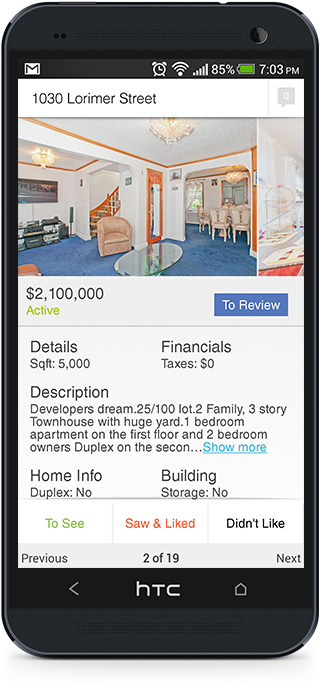 85% 7:03 PM
1030 Lorimer Street
0
$2,100,000
Active
To Review
Details
Financials
Sqft: 5,000
Taxes: $0
Description
Developers dream.25/100 lot.2 Family, 3 story
Townhouse with huge yard.1 bedroom
apartment on the first floor and 2 bedroom
owners Duplex on the secon...Show more
Home Info
Building
Duplex: No
Storage: No
To See
Saw & Liked
Didn't Like
Previous
2 of 19
Next
hTC